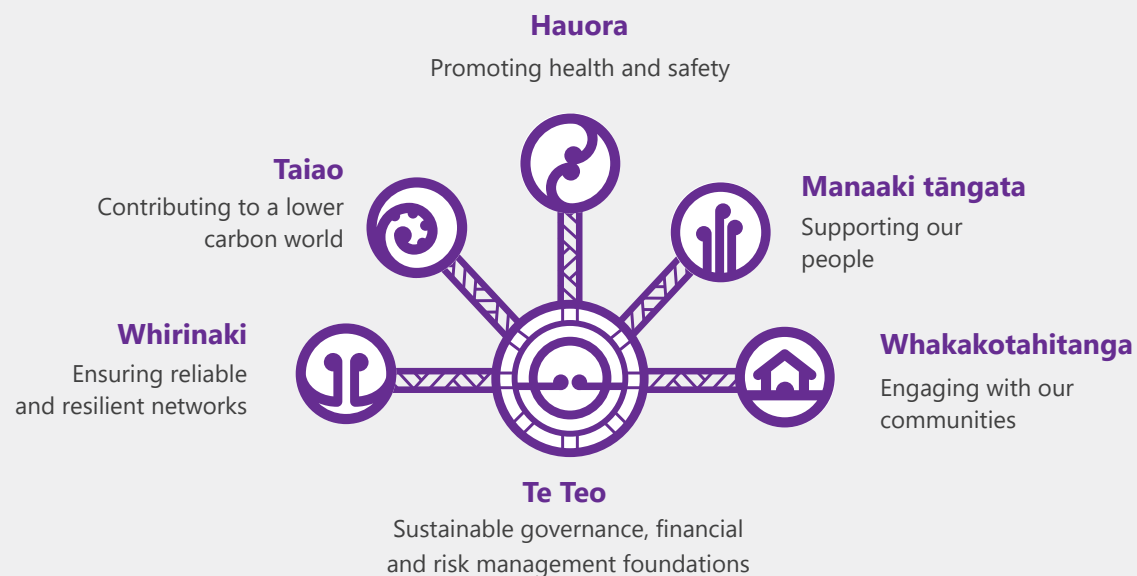 Hauora
Promoting health and safety
Taiao
Contributing to a lower
carbon world
Manaaki tāngata
Supporting our
people
Whirinaki
Ensuring reliable
and resilient networks
Whakakotahitanga
Engaging with our
communities
Te Teo
Sustainable governance, financial
and risk management foundations